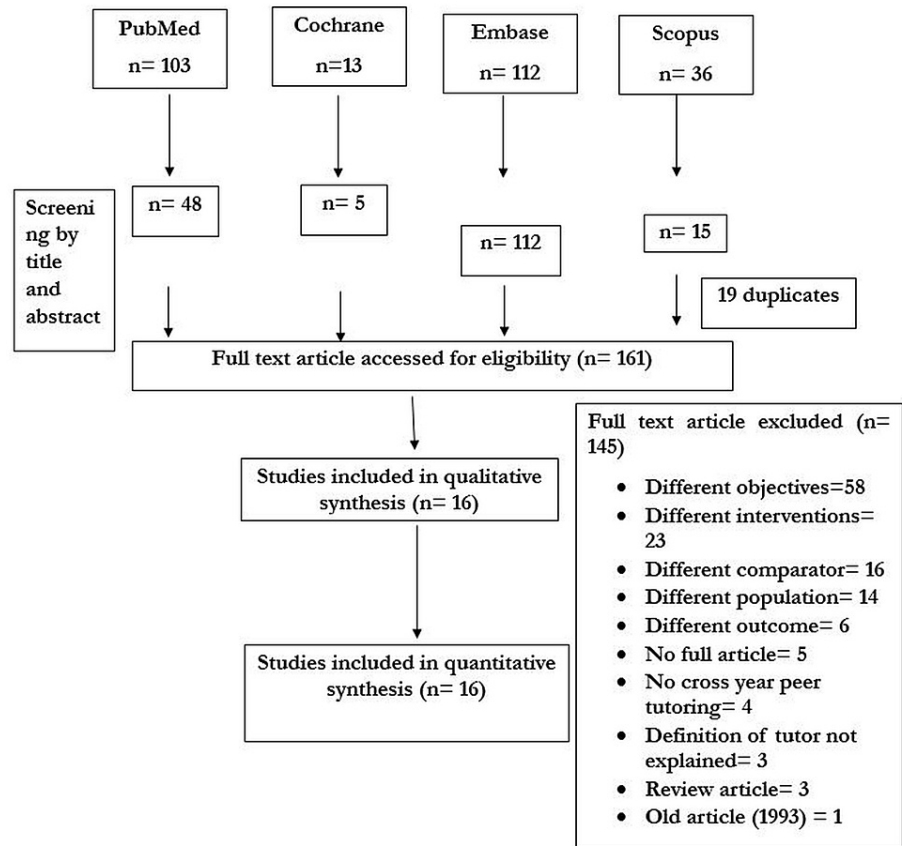 PubMed
n= 103
Cochrane
n=13
Embase
n= 112
Scopus
n= 36
Screeni
ng by
title
and
abstract
n= 48
n= 5
n= 112
n= 15
19 duplicates
Full text article accessed for eligibility (n= 161)
Studies included in qualitative
synthesis (n= 16)
Studies included in quantitative
synthesis (n= 16)
Full text article excluded (n=
145)
• Different objectives=58
• Different interventions=
23
• Different comparator= 16
• Different population= 14
• Different outcome= 6
• No full article= 5
• No cross year peer
tutoring= 4
• Definition of tutor not
explained= 3
• Review article= 3
• Old article (1993) = 1